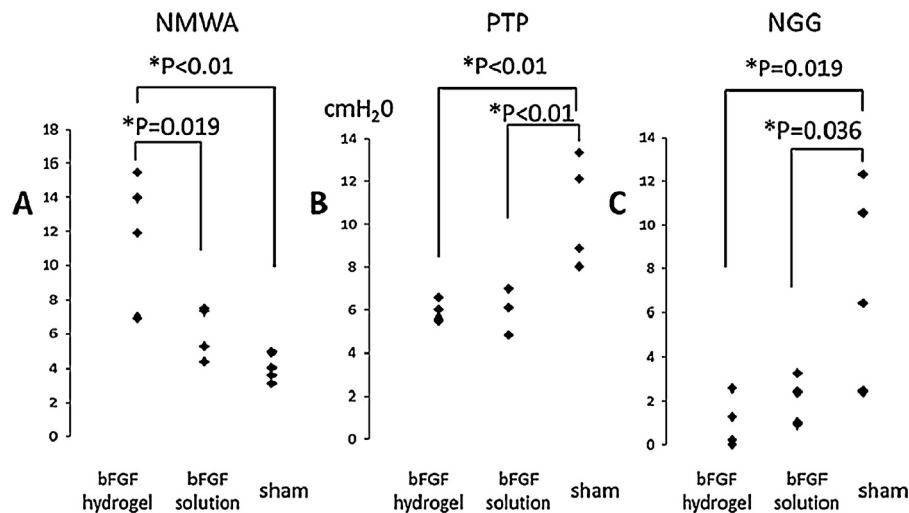 NMWA
PTP
NGG
*P<0.01
*P=0.019
*P<0.01
*P<0.01
*P=0.019
*P=0.036
cmH₂0
A
18
16
14
12
10
8
6
4
2
0
B
14
12
10
8
6
4
2
0
C
14
12
10
8
6
4
2
0
bFGF hydrogel
bFGF solution
sham
bFGF hydrogel
bFGF solution
sham
bFGF hydrogel
bFGF solution
sham